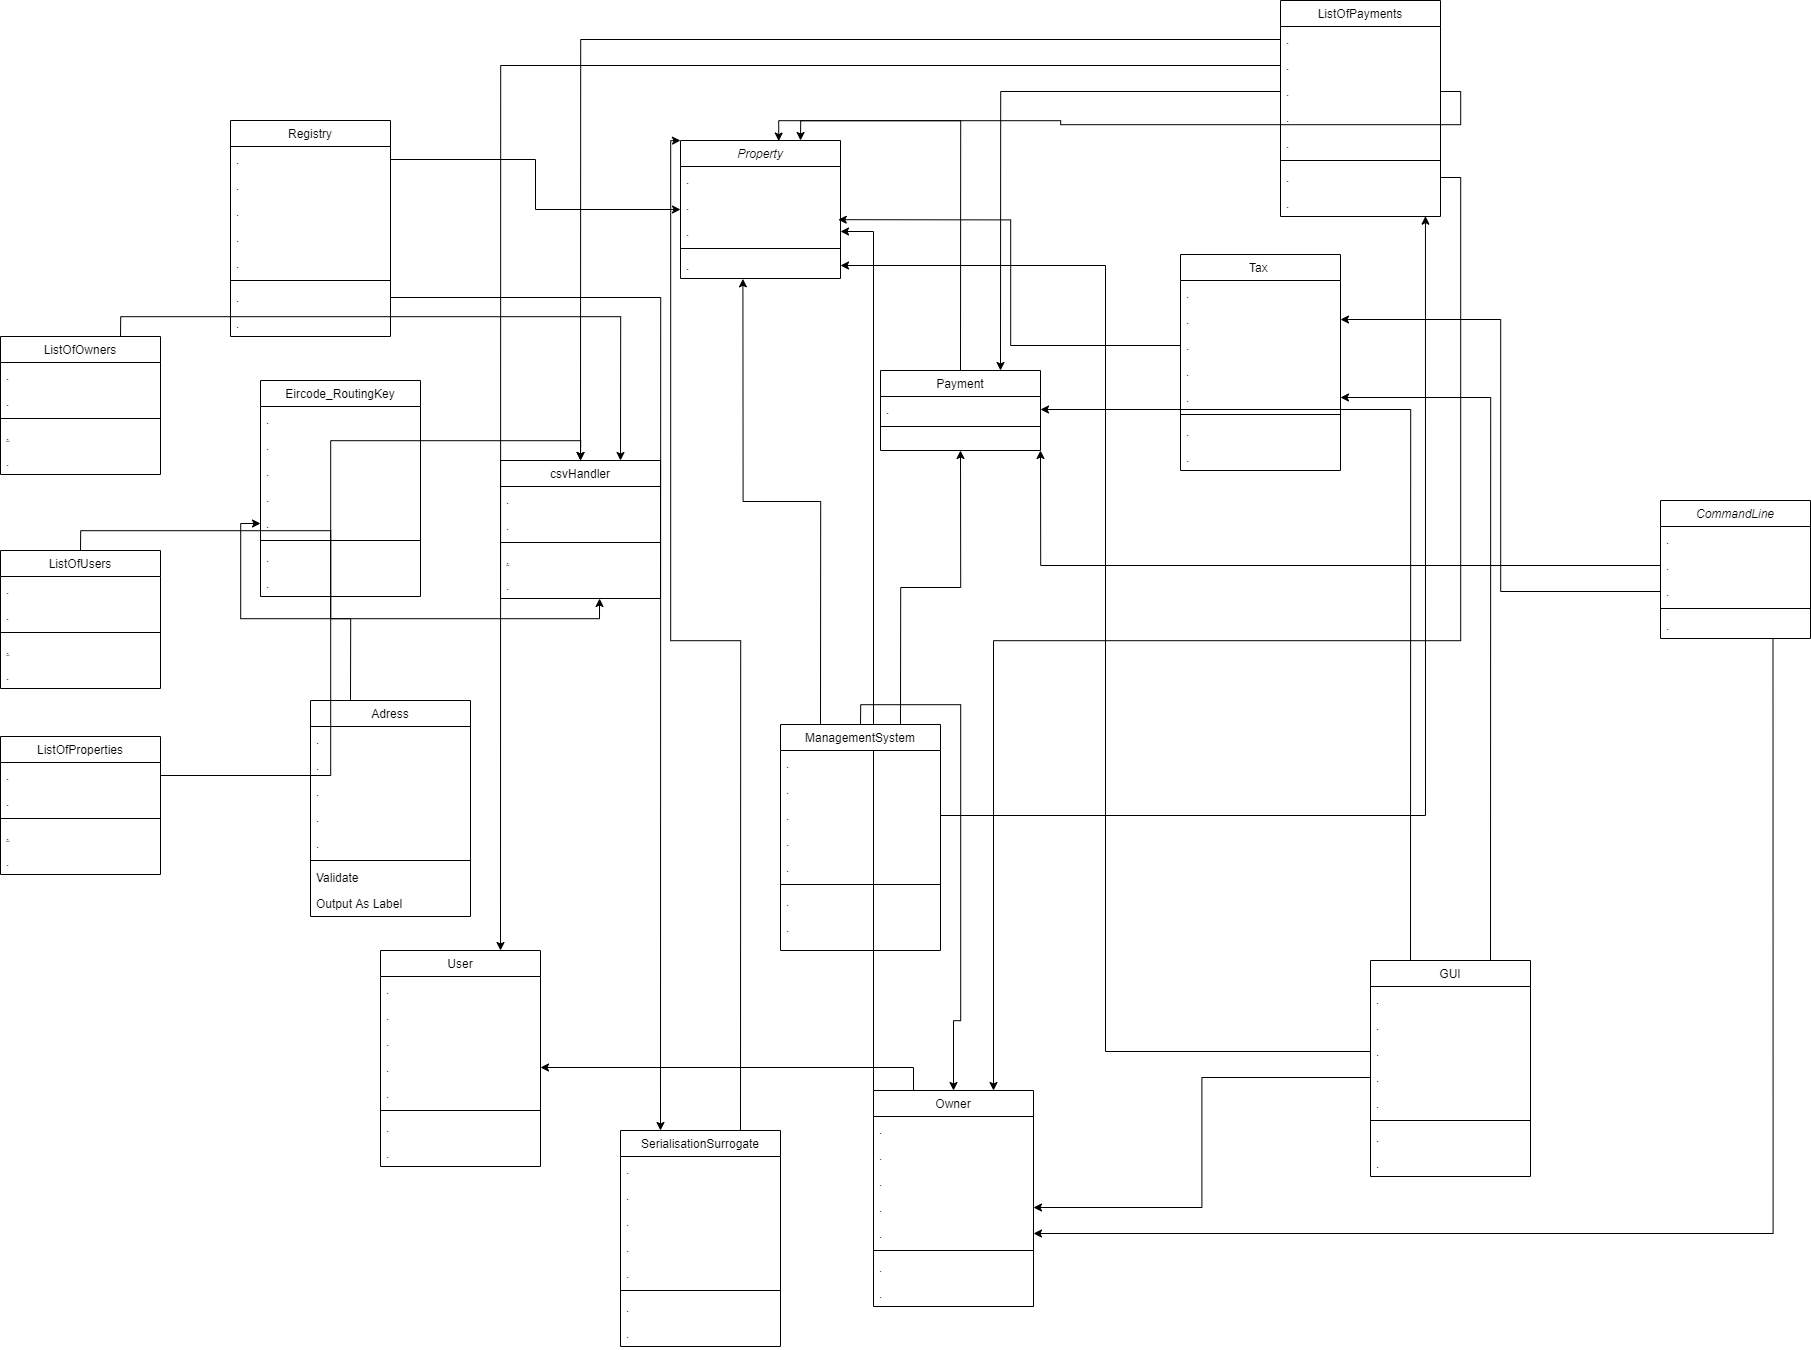 ListOfPayments
Registry
Property
Tax
ListOfOwners
Eircode_RoutingKey
Payment
csvHandler
CommandLine
ListOfUsers
Adress
ManagementSystem
ListOfProperties
Validate
Output As Label
User
GUI
Owner
SerialisationSurrogate